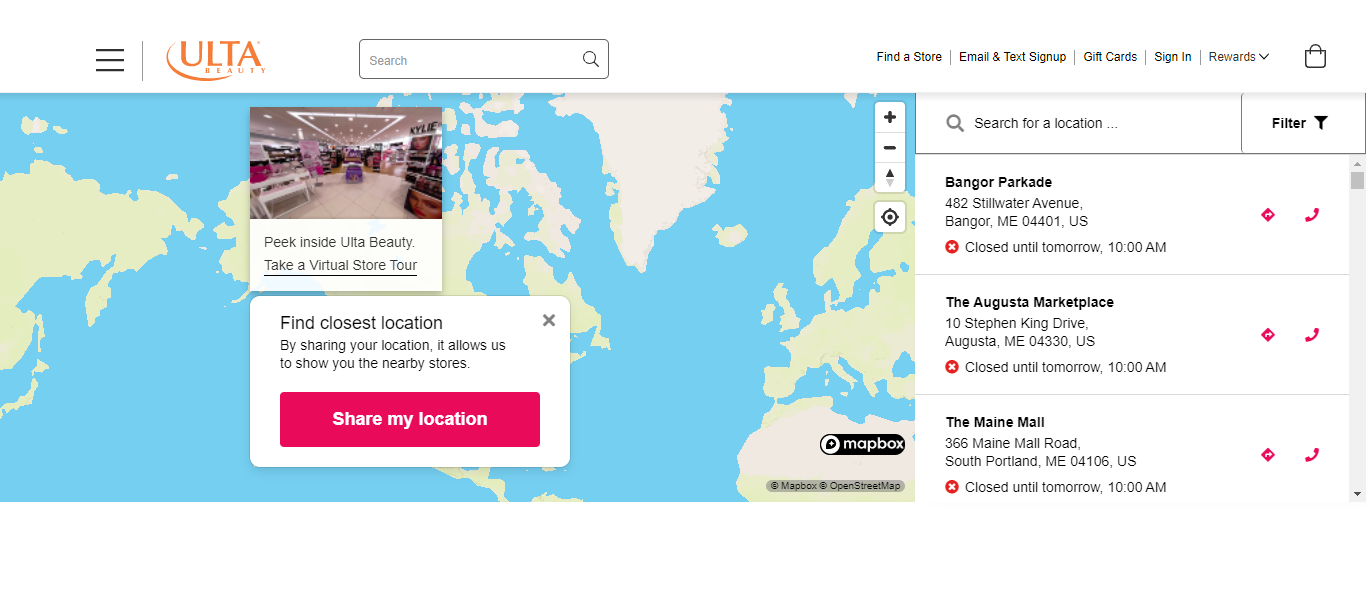 ULTA
BEAUTY
Search
Find a Store
Email & Text Signup
Gift Cards
Sign In
Rewards
KYLIE
Peek inside Ulta Beauty.
Take a Virtual Store Tour
Find closest location
By sharing your location, it allows us
to show you the nearby stores.
Share my location
mapbox
© Mapbox © OpenStreetMap
Search for a location ...
Filter
Bangor Parkade
482 Stillwater Avenue,
Bangor, ME 04401, US
Closed until tomorrow, 10:00 AM
The Augusta Marketplace
10 Stephen King Drive,
Augusta, ME 04330, US
Closed until tomorrow, 10:00 AM
The Maine Mall
366 Maine Mall Road,
South Portland, ME 04106, US
Closed until tomorrow, 10:00 AM